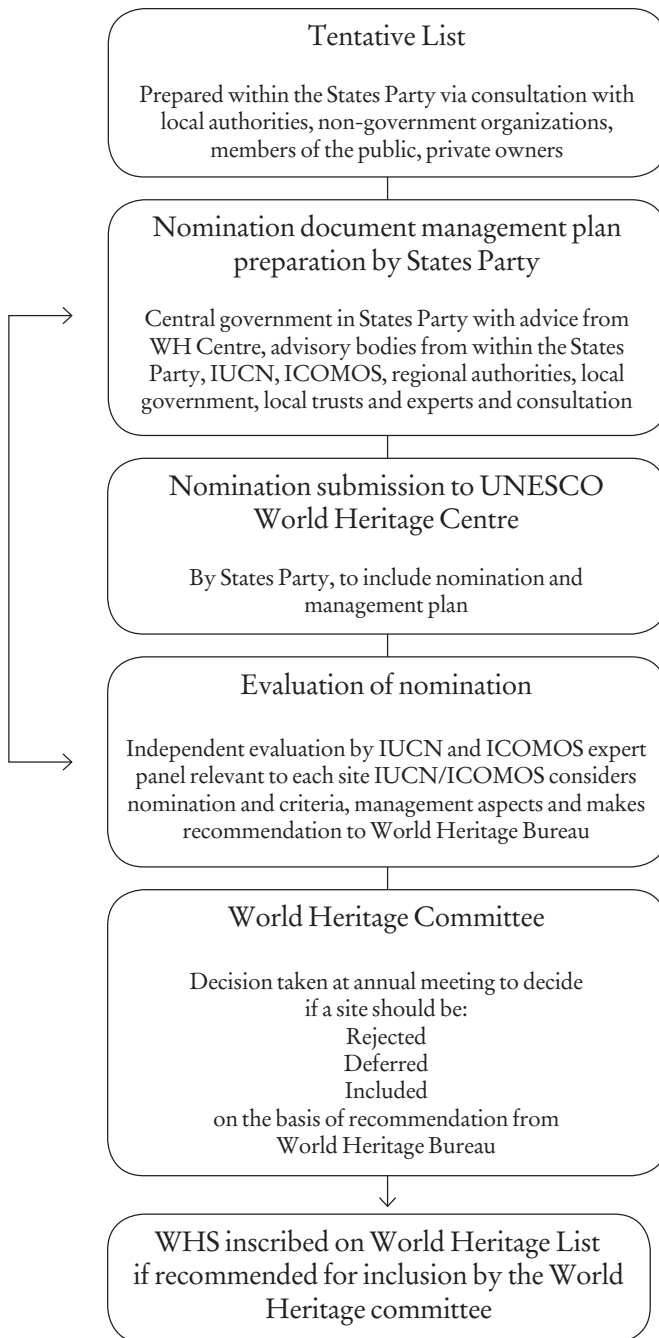 Tentative List
Prepared within the States Party via consultation with
local authorities, non-government organizations,
members of the public, private owners
Nomination document management plan
preparation by States Party
Central government in States Party with advice from
WH Centre, advisory bodies from within the States
Party, IUCN, ICOMOS, regional authorities, local
government, local trusts and experts and consultation
Nomination submission to UNESCO
World Heritage Centre
By States Party, to include nomination and
management plan
Evaluation of nomination
Independent evaluation by IUCN and ICOMOS expert
panel relevant to each site IUCN/ICOMOS considers
nomination and criteria, management aspects and makes
recommendation to World Heritage Bureau
World Heritage Committee
Decision taken at annual meeting to decide
if a site should be:
Rejected
Deferred
Included
on the basis of recommendation from
World Heritage Bureau
WHS inscribed on World Heritage List
if recommended for inclusion by the World
Heritage committee